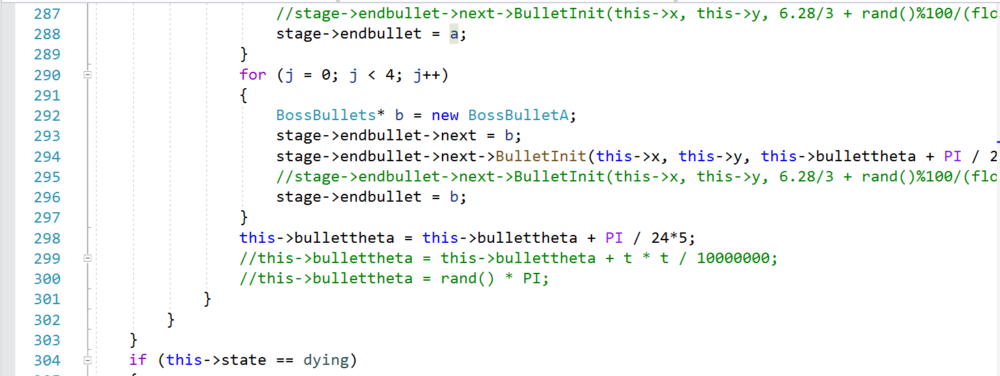 287 //stage->endbullet->next->BulletInit(this->x, this->y, 6.28/3 + rand()%100/(flo
288 stage->endbullet = a;
289 }
290 for (j = 0; j < 4; j++)
291 {
292 BossBullets* b = new BossBulletA;
293 stage->endbullet->next = b;
294 stage->endbullet->next->BulletInit(this->x, this->y, this->bullettheta + PI / 2
295 //stage->endbullet->next->BulletInit(this->x, this->y, 6.28/3 + rand()%100/(flo
296 stage->endbullet = b;
297 }
298 this->bullettheta = this->bullettheta + PI / 24*5;
299 //this->bullettheta = this->bullettheta + t * t / 10000000;
300 //this->bullettheta = rand() * PI;
301 }
302 }
303 }
304 if (this->state == dying)